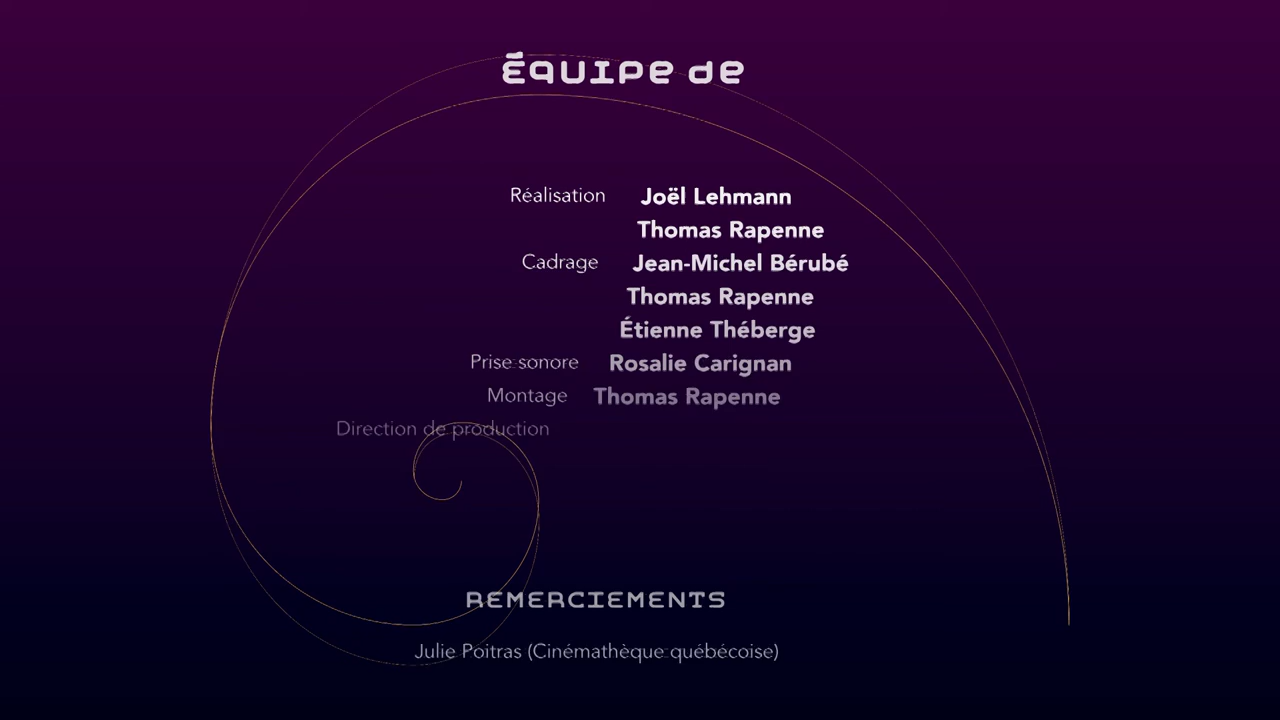 Équipe de
Réalisation Joël Lehmann
Thomas Rapenne
Cadrage Jean-Michel Bérubé
Thomas Rapenne
Étienne Théberge
Prise sonore Rosalie Carignan
Montage Thomas Rapenne
Direction de production
REMERCIEMENTS
Julie Poitras (Cinémathèque québécoise)